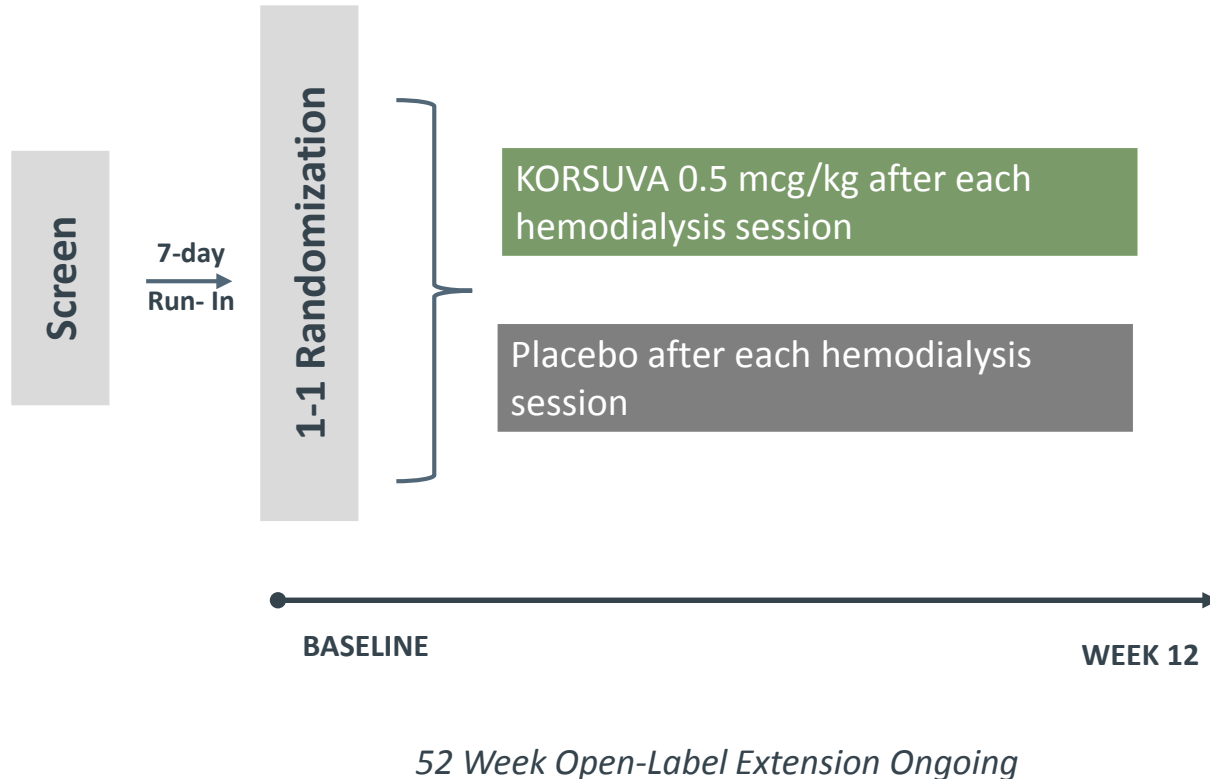 Screen
7-day
Run- In
1-1 Randomization
KORSUVA 0.5 mcg/kg after each
hemodialysis session
Placebo after each hemodialysis
session
BASELINE
WEEK 12
52 Week Open-Label Extension Ongoing